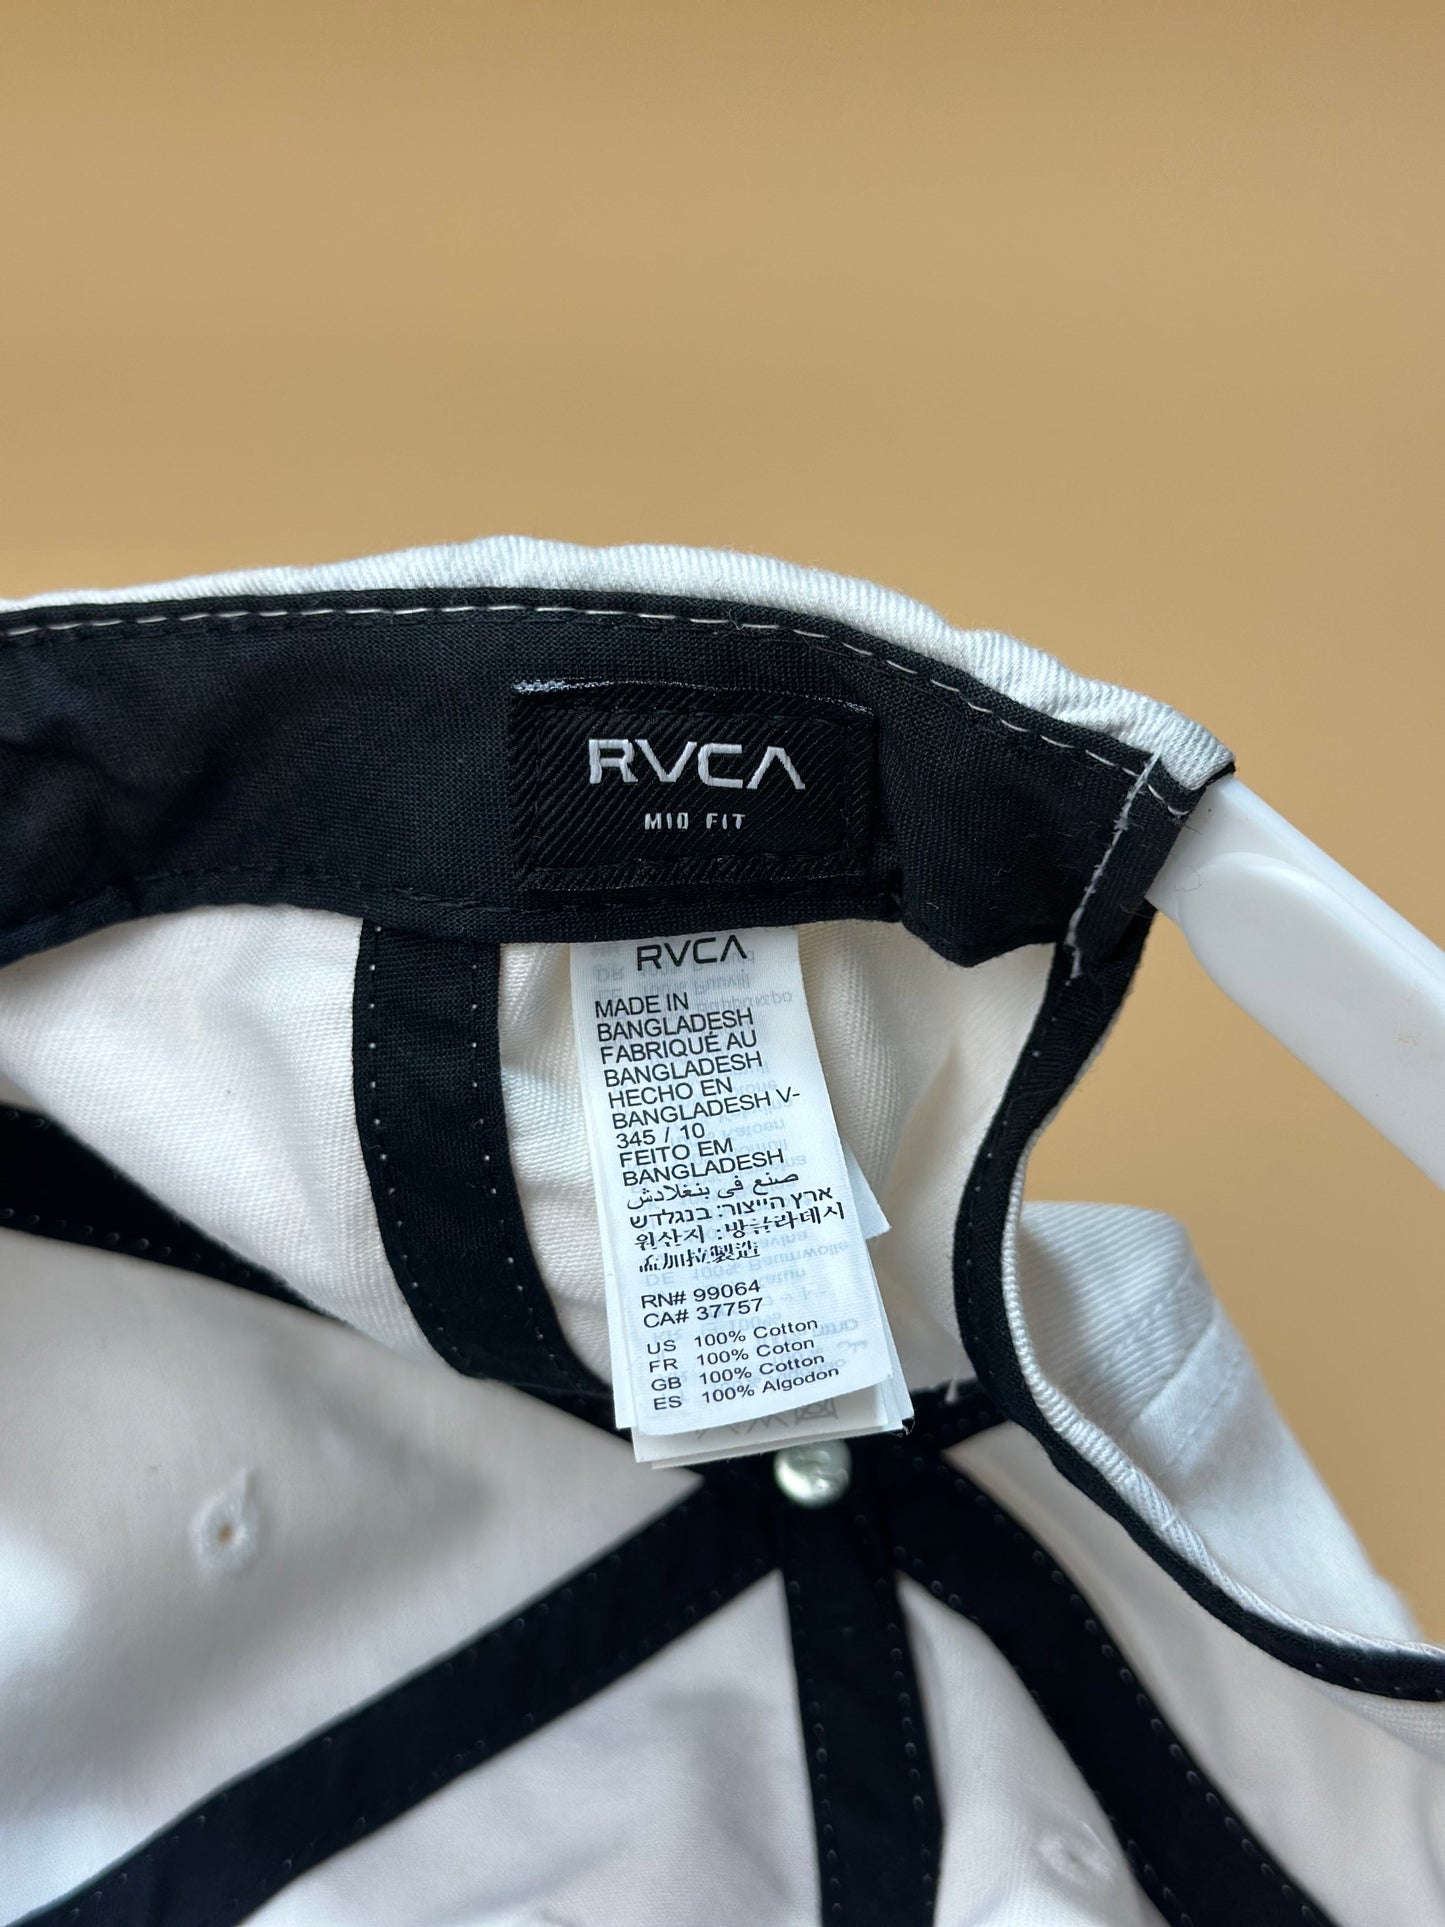 RVCA
MID FIT
RVCA
MADE IN
BANGLADESH
FABRIQUÉ AU
BANGLADESH
HECHO EN
BANGLADESH V-
345 / 10
FEITO EM
BANGLADESH
صنع في بنغلادش
ארץ הייצור: בנגלדש
원산지 : 방글라데시
孟加拉製造
RN# 99064
CA# 37757
US 100% Cotton
FR 100% Coton
GB 100% Cotton
ES 100% Algodon